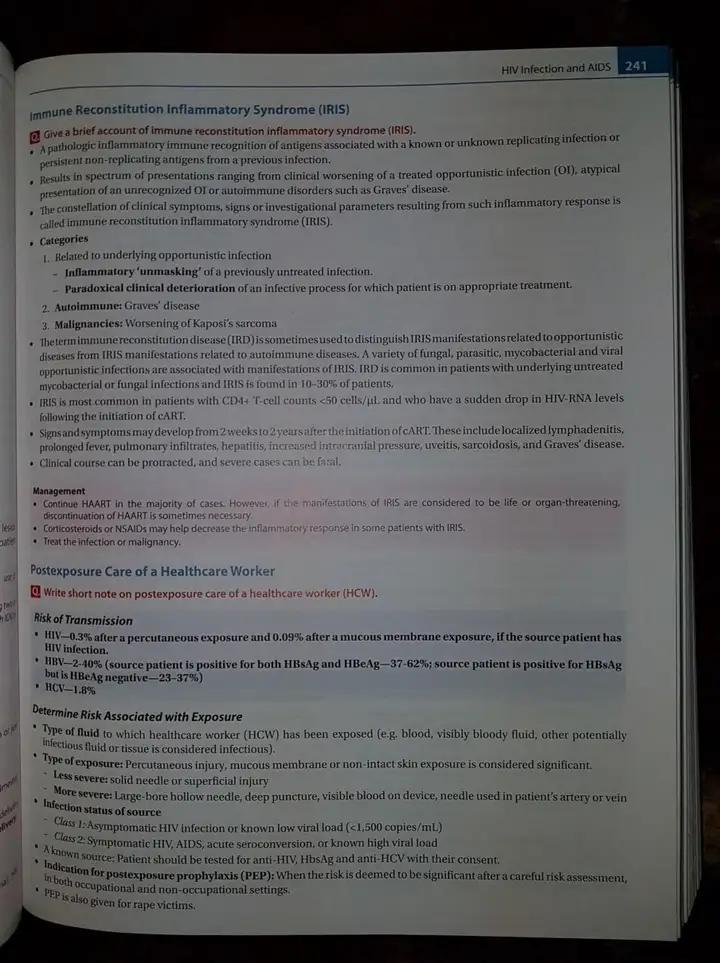 HIV Infection and AIDS 241
Immune Reconstitution Inflammatory Syndrome (IRIS)
Q. Give a brief account of immune reconstitution inflammatory syndrome (IRIS).
• A pathologic inflammatory immune recognition of antigens associated with a known or unknown replicating infection or
persistent non-replicating antigens from a previous infection.
• Results in spectrum of presentations ranging from clinical worsening of a treated opportunistic infection (OI), atypical
presentation of an unrecognized OI or autoimmune disorders such as Graves' disease.
• The constellation of clinical symptoms, signs or investigational parameters resulting from such inflammatory response is
called immune reconstitution inflammatory syndrome (IRIS).
• Categories
1. Related to underlying opportunistic infection
– Inflammatory 'unmasking' of a previously untreated infection.
– Paradoxical clinical deterioration of an infective process for which patient is on appropriate treatment.
2. Autoimmune: Graves' disease
3. Malignancies: Worsening of Kaposi's sarcoma
• The term immune reconstitution disease (IRD) is sometimes used to distinguish IRIS manifestations related to opportunistic
diseases from IRIS manifestations related to autoimmune diseases. A variety of fungal, parasitic, mycobacterial and viral
opportunistic infections are associated with manifestations of IRIS. IRD is common in patients with underlying untreated
mycobacterial or fungal infections and IRIS is found in 10–30% of patients.
• IRIS is most common in patients with CD4+ T-cell counts <50 cells/μL and who have a sudden drop in HIV-RNA levels
following the initiation of cART.
• Signs and symptoms may develop from 2 weeks to 2 years after the initiation of cART. These include localized lymphadenitis,
prolonged fever, pulmonary infiltrates, hepatitis, increased intracranial pressure, uveitis, sarcoidosis, and Graves' disease.
• Clinical course can be protracted, and severe cases can be fatal.
Management
• Continue HAART in the majority of cases. However, if the manifestations of IRIS are considered to be life or organ-threatening,
discontinuation of HAART is sometimes necessary.
• Corticosteroids or NSAIDs may help decrease the inflammatory response in some patients with IRIS.
• Treat the infection or malignancy.
Postexposure Care of a Healthcare Worker
Q. Write short note on postexposure care of a healthcare worker (HCW).
Risk of Transmission
• HIV—0.3% after a percutaneous exposure and 0.09% after a mucous membrane exposure, if the source patient has
HIV infection.
• HBV—2-40% (source patient is positive for both HBsAg and HBeAg—37-62%; source patient is positive for HBsAg
but is HBeAg negative—23–37%)
• HCV—1.8%
Determine Risk Associated with Exposure
• Type of fluid to which healthcare worker (HCW) has been exposed (e.g. blood, visibly bloody fluid, other potentially
infectious fluid or tissue is considered infectious).
• Type of exposure: Percutaneous injury, mucous membrane or non-intact skin exposure is considered significant.
- Less severe: solid needle or superficial injury
- More severe: Large-bore hollow needle, deep puncture, visible blood on device, needle used in patient's artery or vein
• Infection status of source
- Class 1: Asymptomatic HIV infection or known low viral load (<1,500 copies/mL)
- Class 2: Symptomatic HIV, AIDS, acute seroconversion, or known high viral load
• A known source: Patient should be tested for anti-HIV, HbsAg and anti-HCV with their consent.
• Indication for postexposure prophylaxis (PEP): When the risk is deemed to be significant after a careful risk assessment,
in both occupational and non-occupational settings.
• PEP is also given for rape victims.